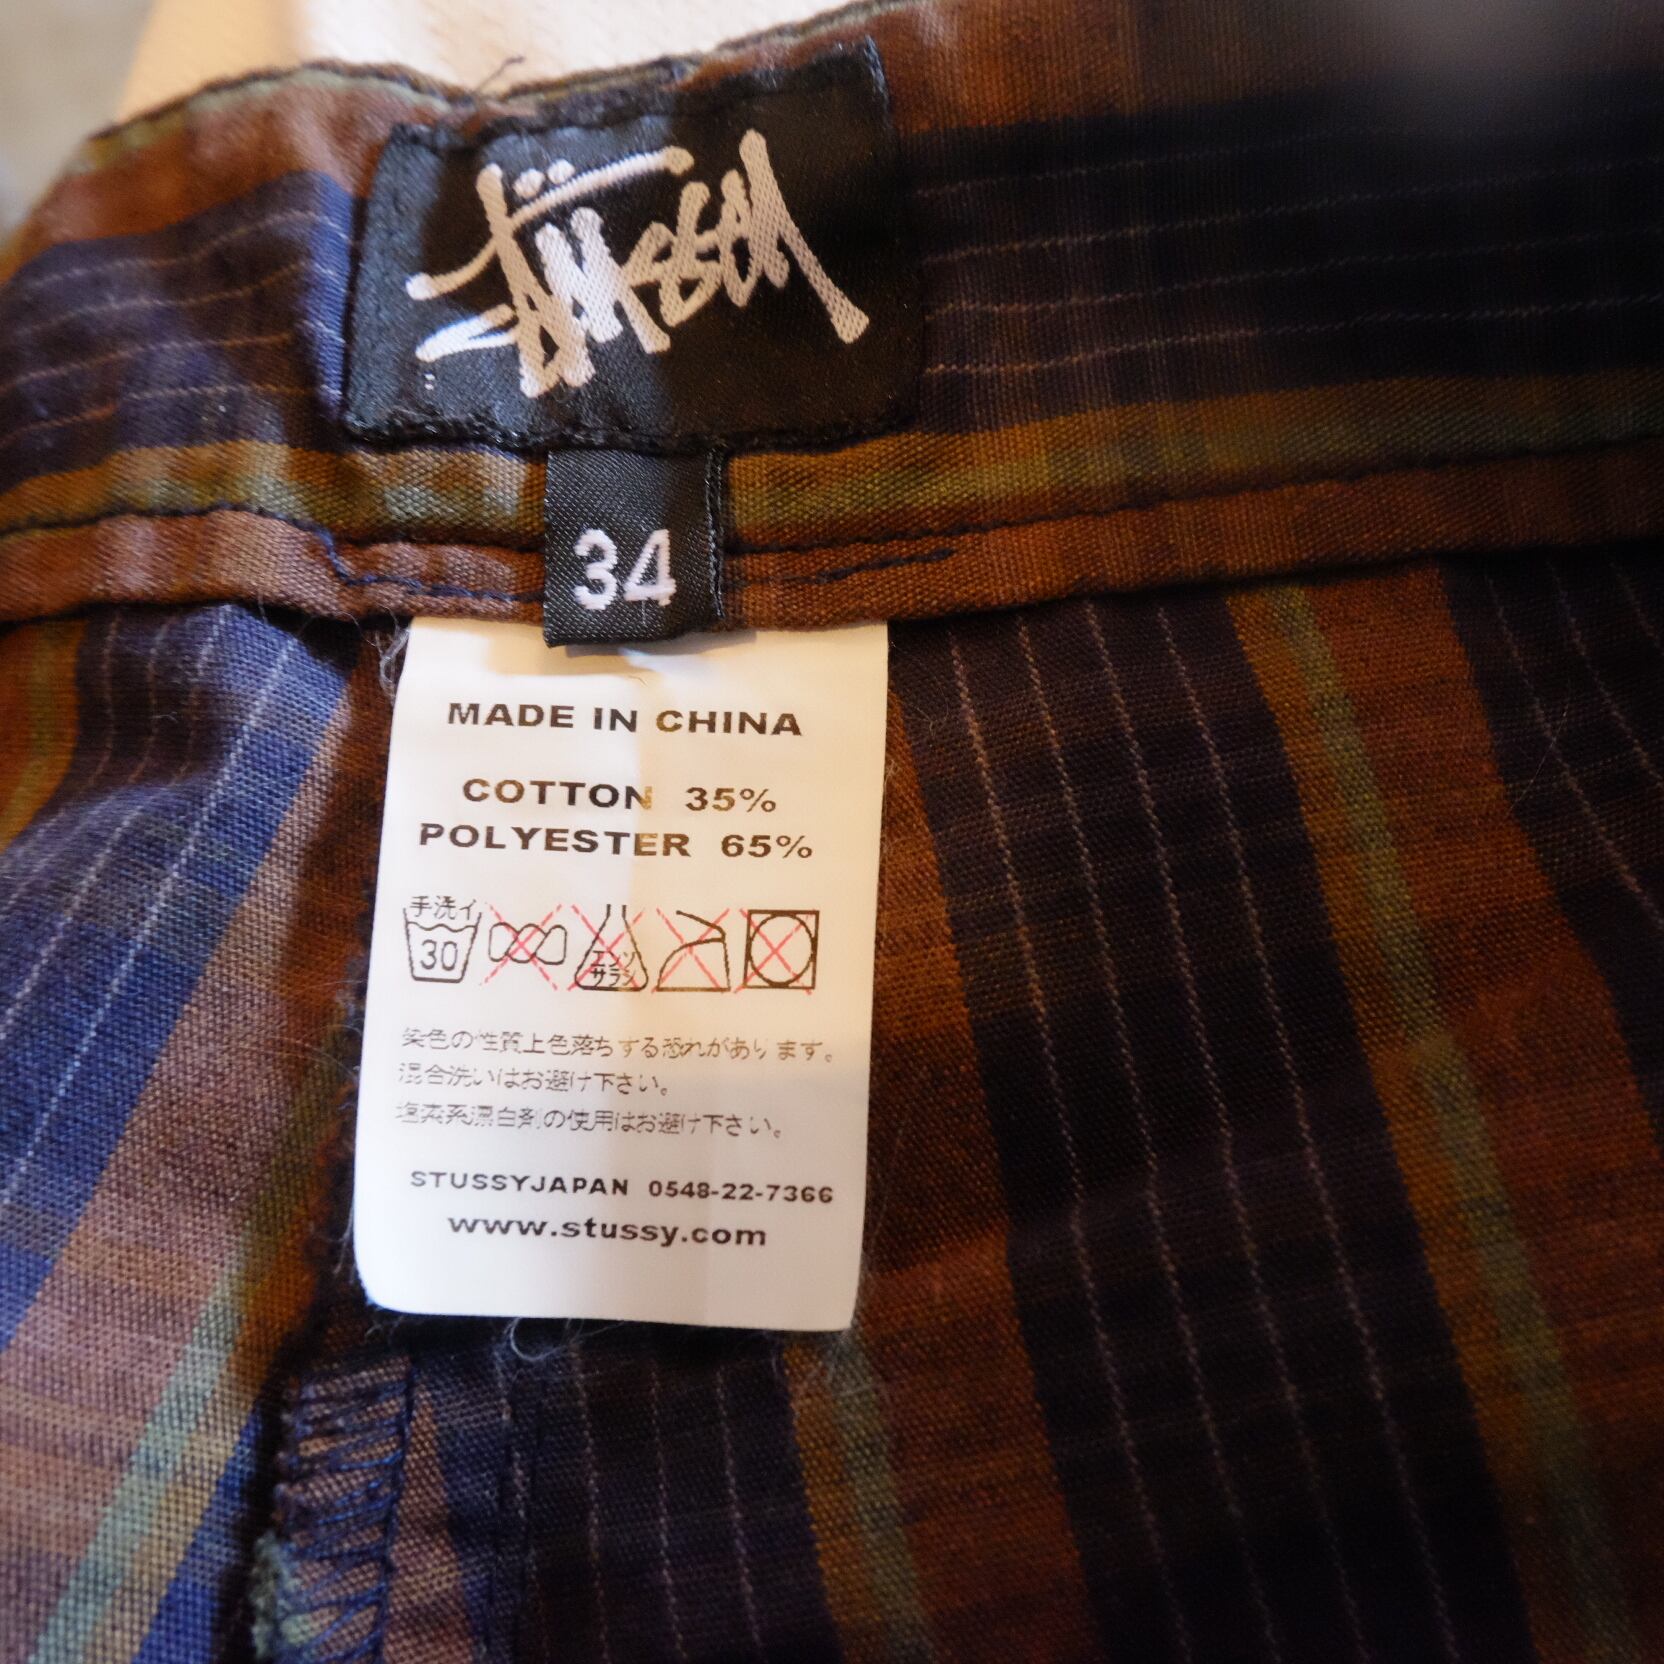 Stüssy
34
MADE IN CHINA
COTTON 35%
POLYESTER 65%
手洗イ
30
エンソ
サラシ
染色の性質上色落ちする恐れがあります。
混合洗いはお避け下さい。
塩素系漂白剤の使用はお避け下さい。
STUSSYJAPAN 0548-22-7366
www.stussy.com